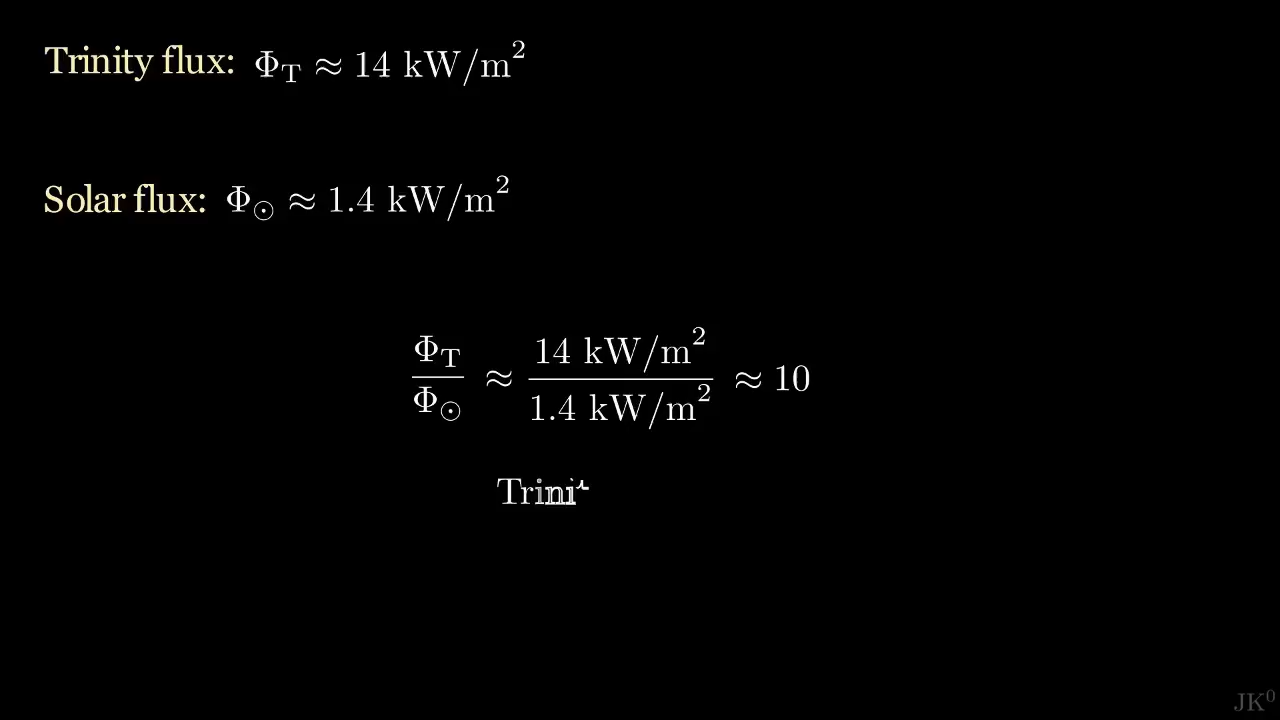 Trinity flux: Φ_T ≈ 14 kW/m²
Solar flux: Φ_⊙ ≈ 1.4 kW/m²
Φ_T/Φ_⊙ ≈ 14 kW/m²/1.4 kW/m² ≈ 10
Trini
JK⁰